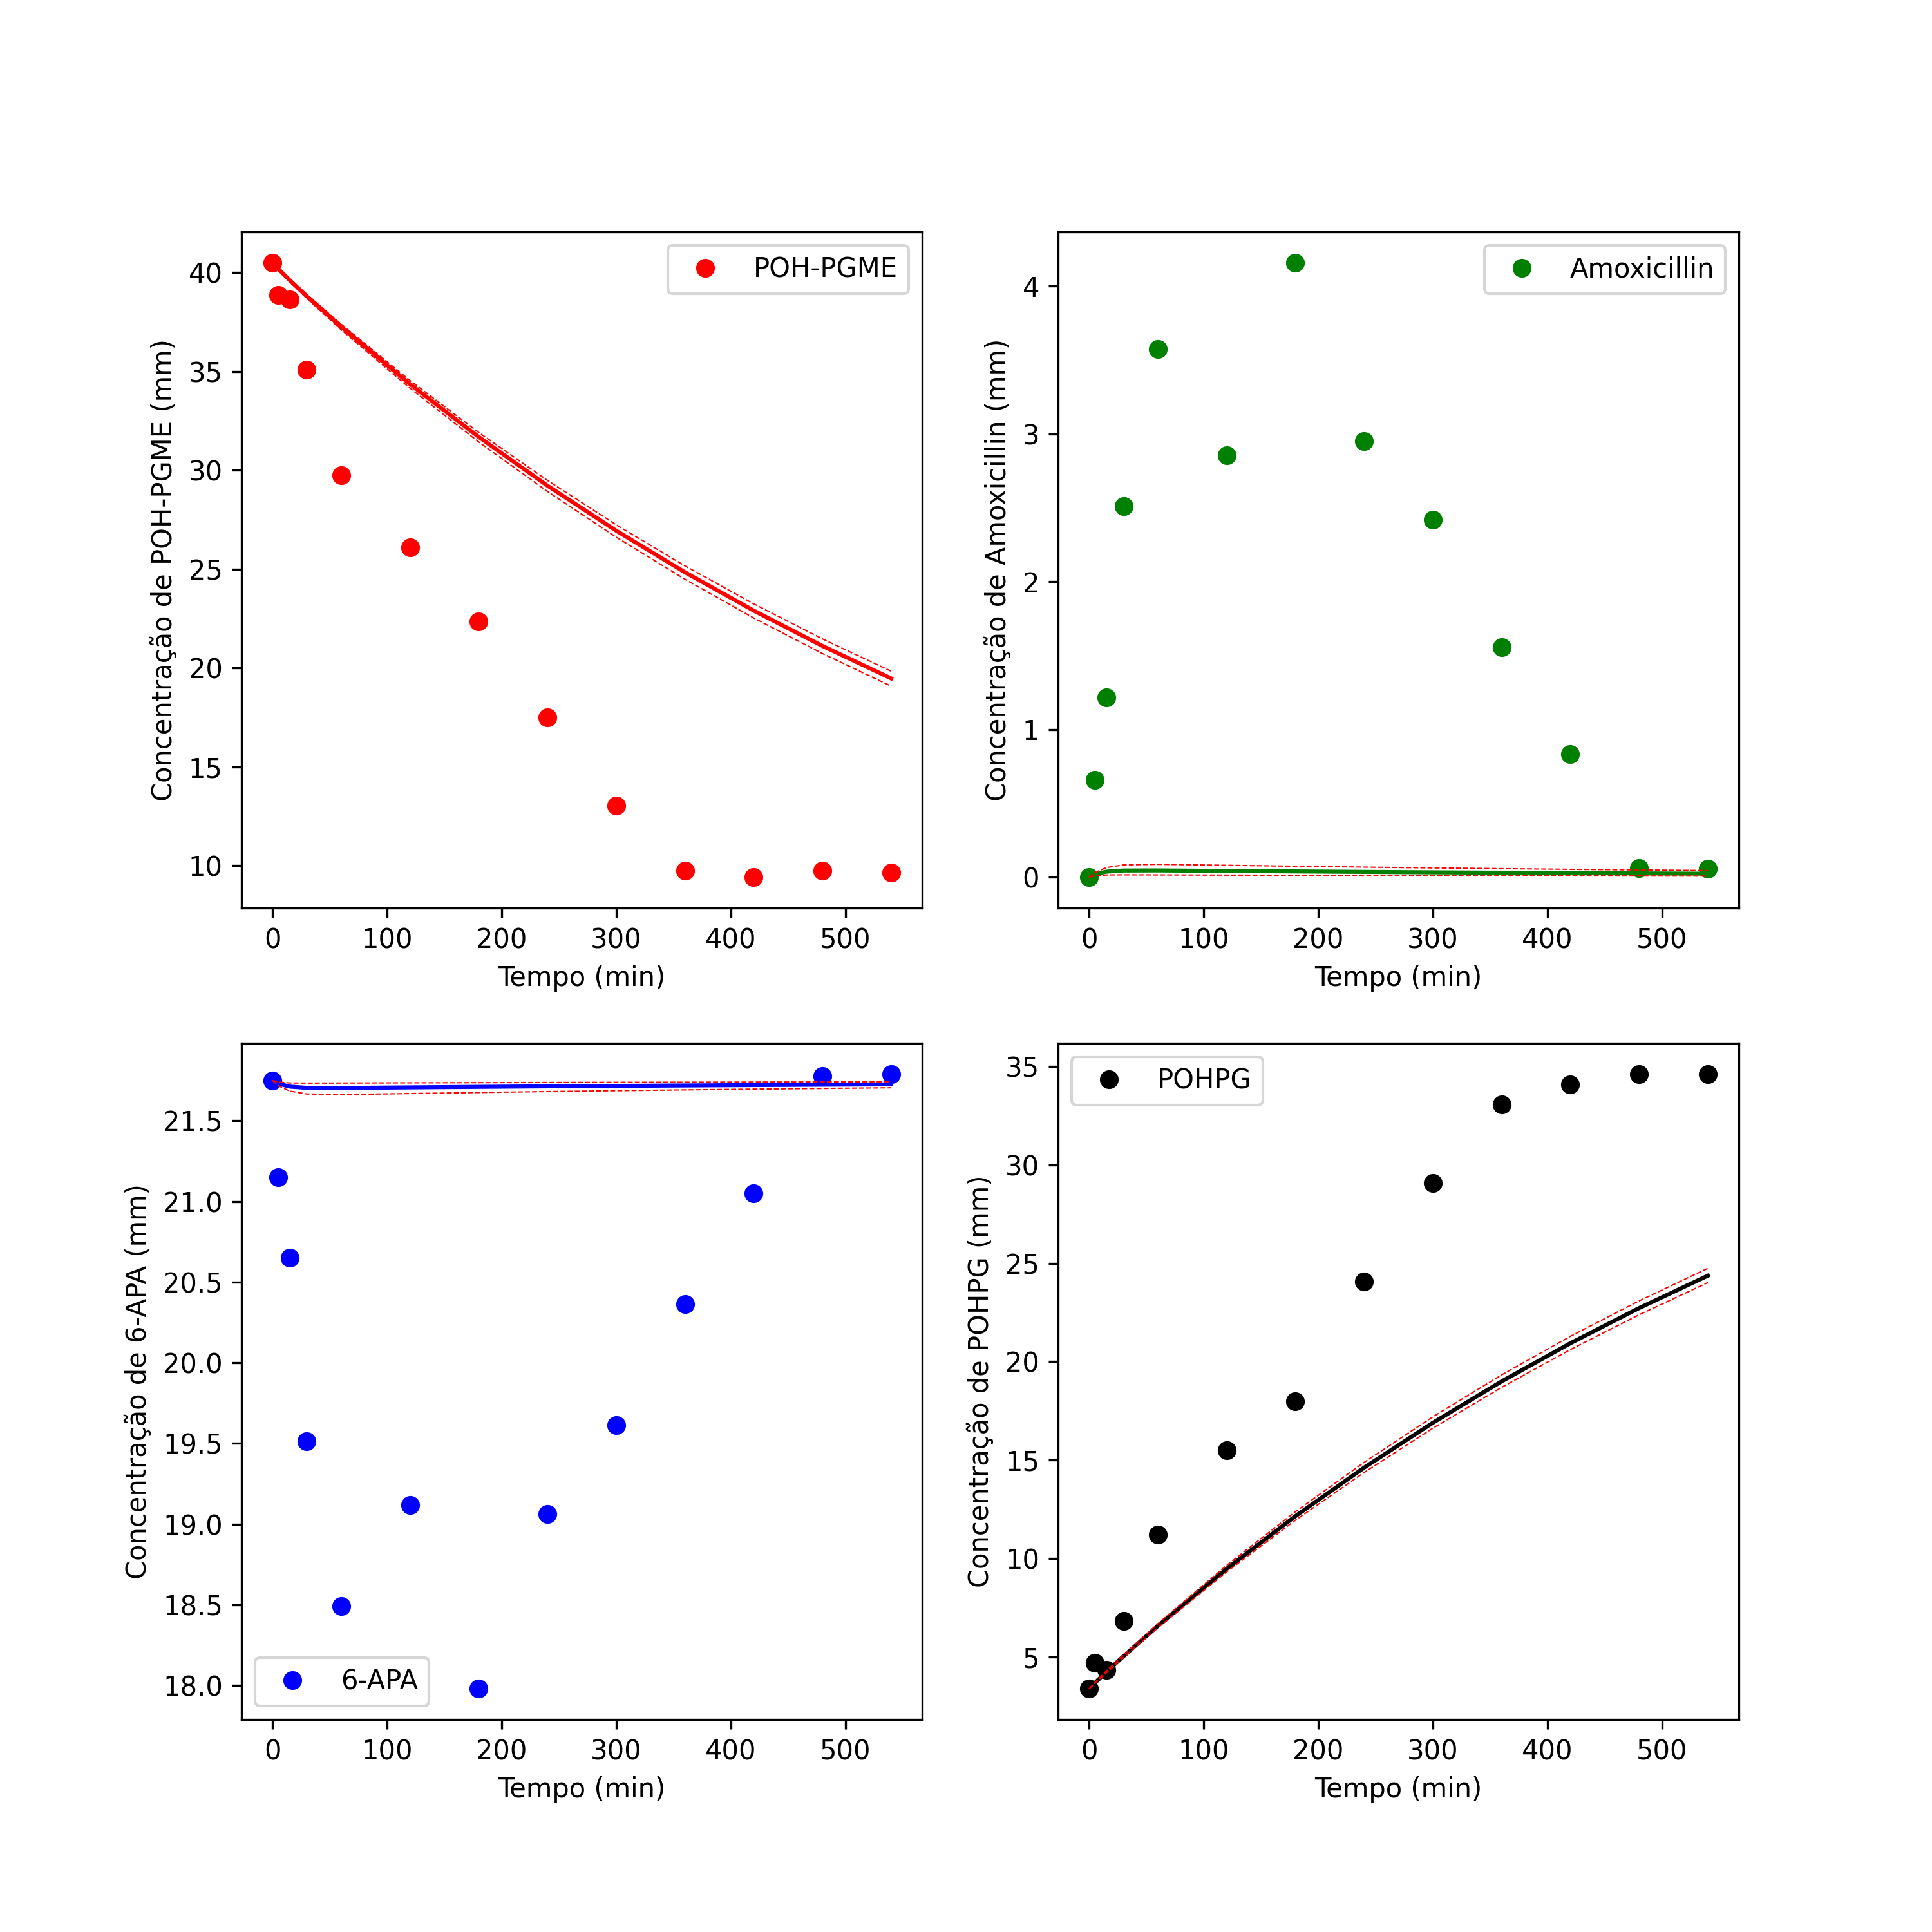 POH-PGME
Concentração de POH-PGME (mm)
40
35
30
25
20
15
10
0 100 200 300 400 500
Tempo (min)
Amoxicillin
Concentração de Amoxicillin (mm)
4
3
2
1
0
0 100 200 300 400 500
Tempo (min)
6-APA
Concentração de 6-APA (mm)
21.5
21.0
20.5
20.0
19.5
19.0
18.5
18.0
0 100 200 300 400 500
Tempo (min)
POHPG
Concentração de POHPG (mm)
35
30
25
20
15
10
5
0 100 200 300 400 500
Tempo (min)